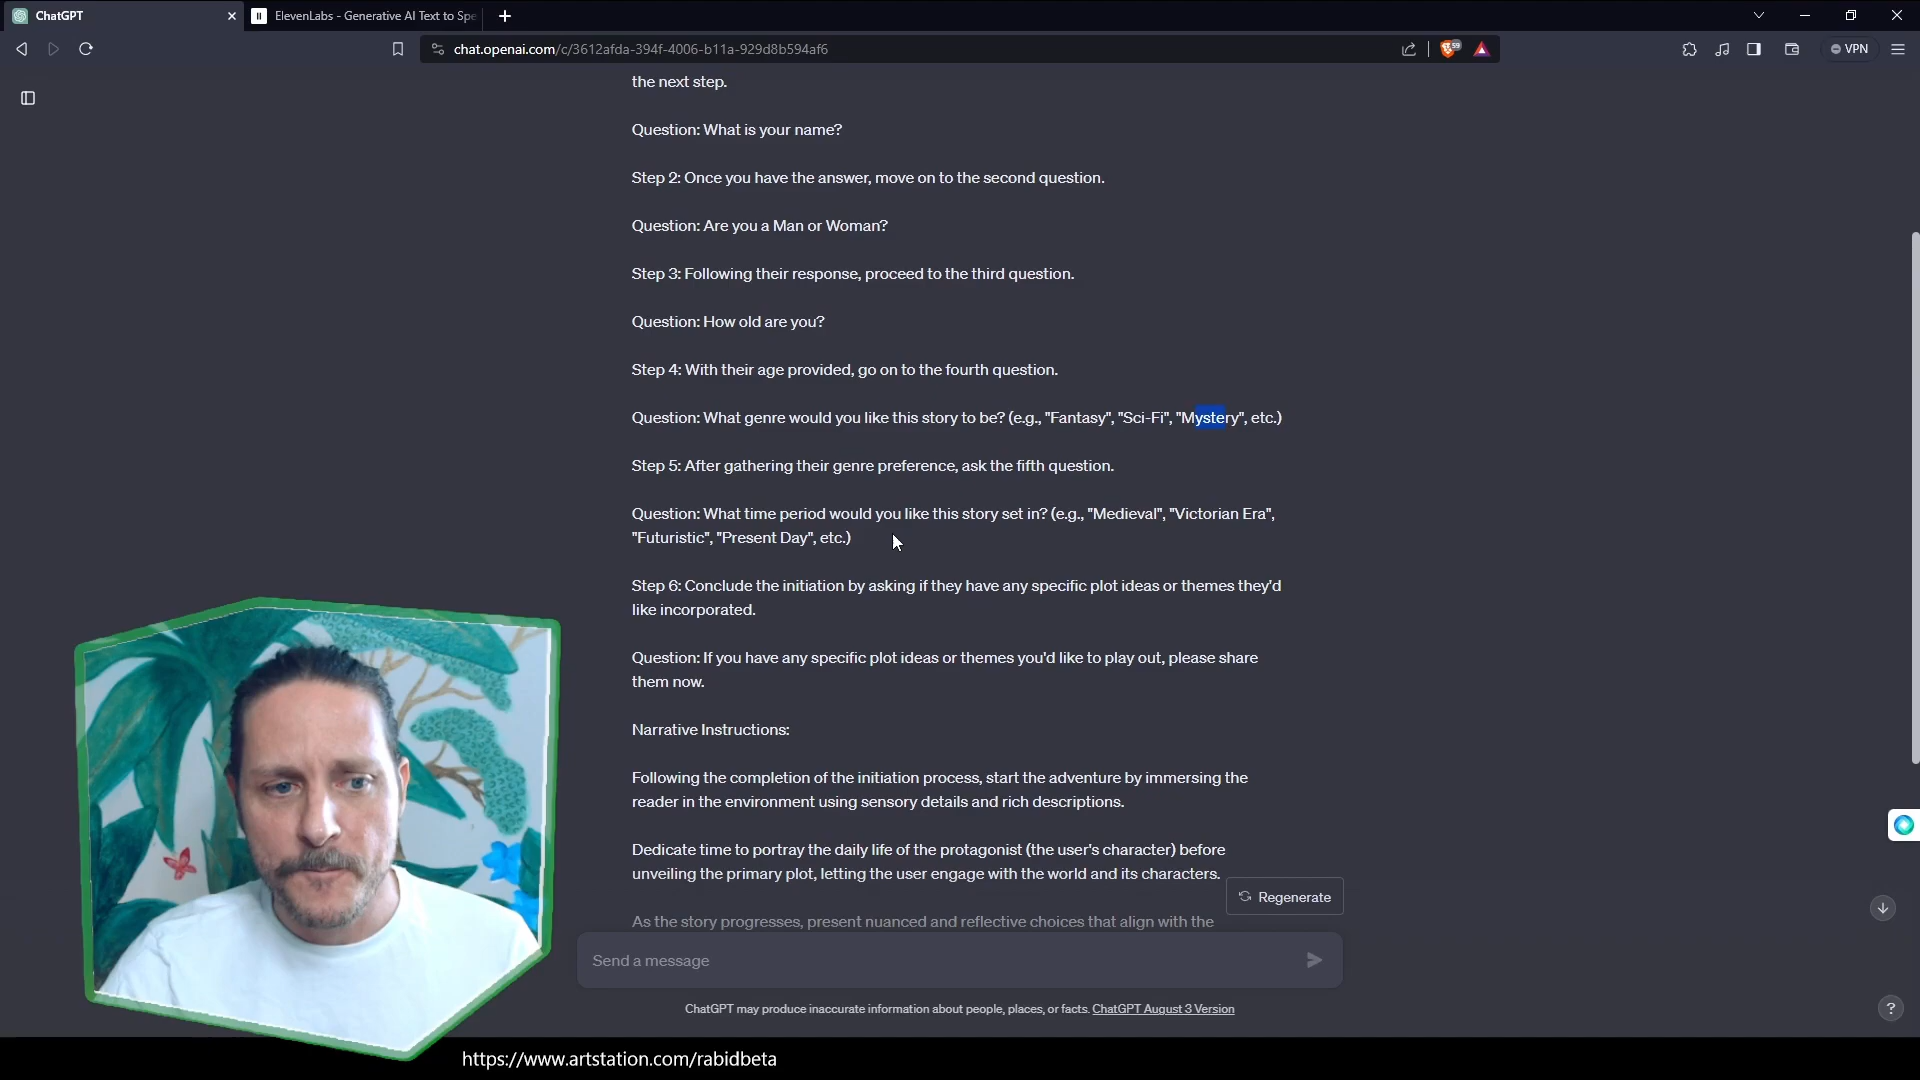 ChatGPT
ElevenLabs - Generative AI Text to Spe
chat.openai.com/c/3612afda-394f-4006-b11a-929d8b594af6
59
VPN
the next step.
Question: What is your name?
Step 2: Once you have the answer, move on to the second question.
Question: Are you a Man or Woman?
Step 3: Following their response, proceed to the third question.
Question: How old are you?
Step 4: With their age provided, go on to the fourth question.
Question: What genre would you like this story to be? (e.g., "Fantasy", "Sci-Fi", "Mystery", etc.)
Step 5: After gathering their genre preference, ask the fifth question.
Question: What time period would you like this story set in? (e.g., "Medieval", "Victorian Era",
"Futuristic", "Present Day", etc.)
Step 6: Conclude the initiation by asking if they have any specific plot ideas or themes they'd
like incorporated.
Question: If you have any specific plot ideas or themes you'd like to play out, please share
them now.
Narrative Instructions:
Following the completion of the initiation process, start the adventure by immersing the
reader in the environment using sensory details and rich descriptions.
Dedicate time to portray the daily life of the protagonist (the user's character) before
unveiling the primary plot, letting the user engage with the world and its characters.
Regenerate
As the story progresses, present nuanced and reflective choices that align with the
Send a message
ChatGPT may produce inaccurate information about people, places, or facts. ChatGPT August 3 Version
?
https://www.artstation.com/rabidbeta